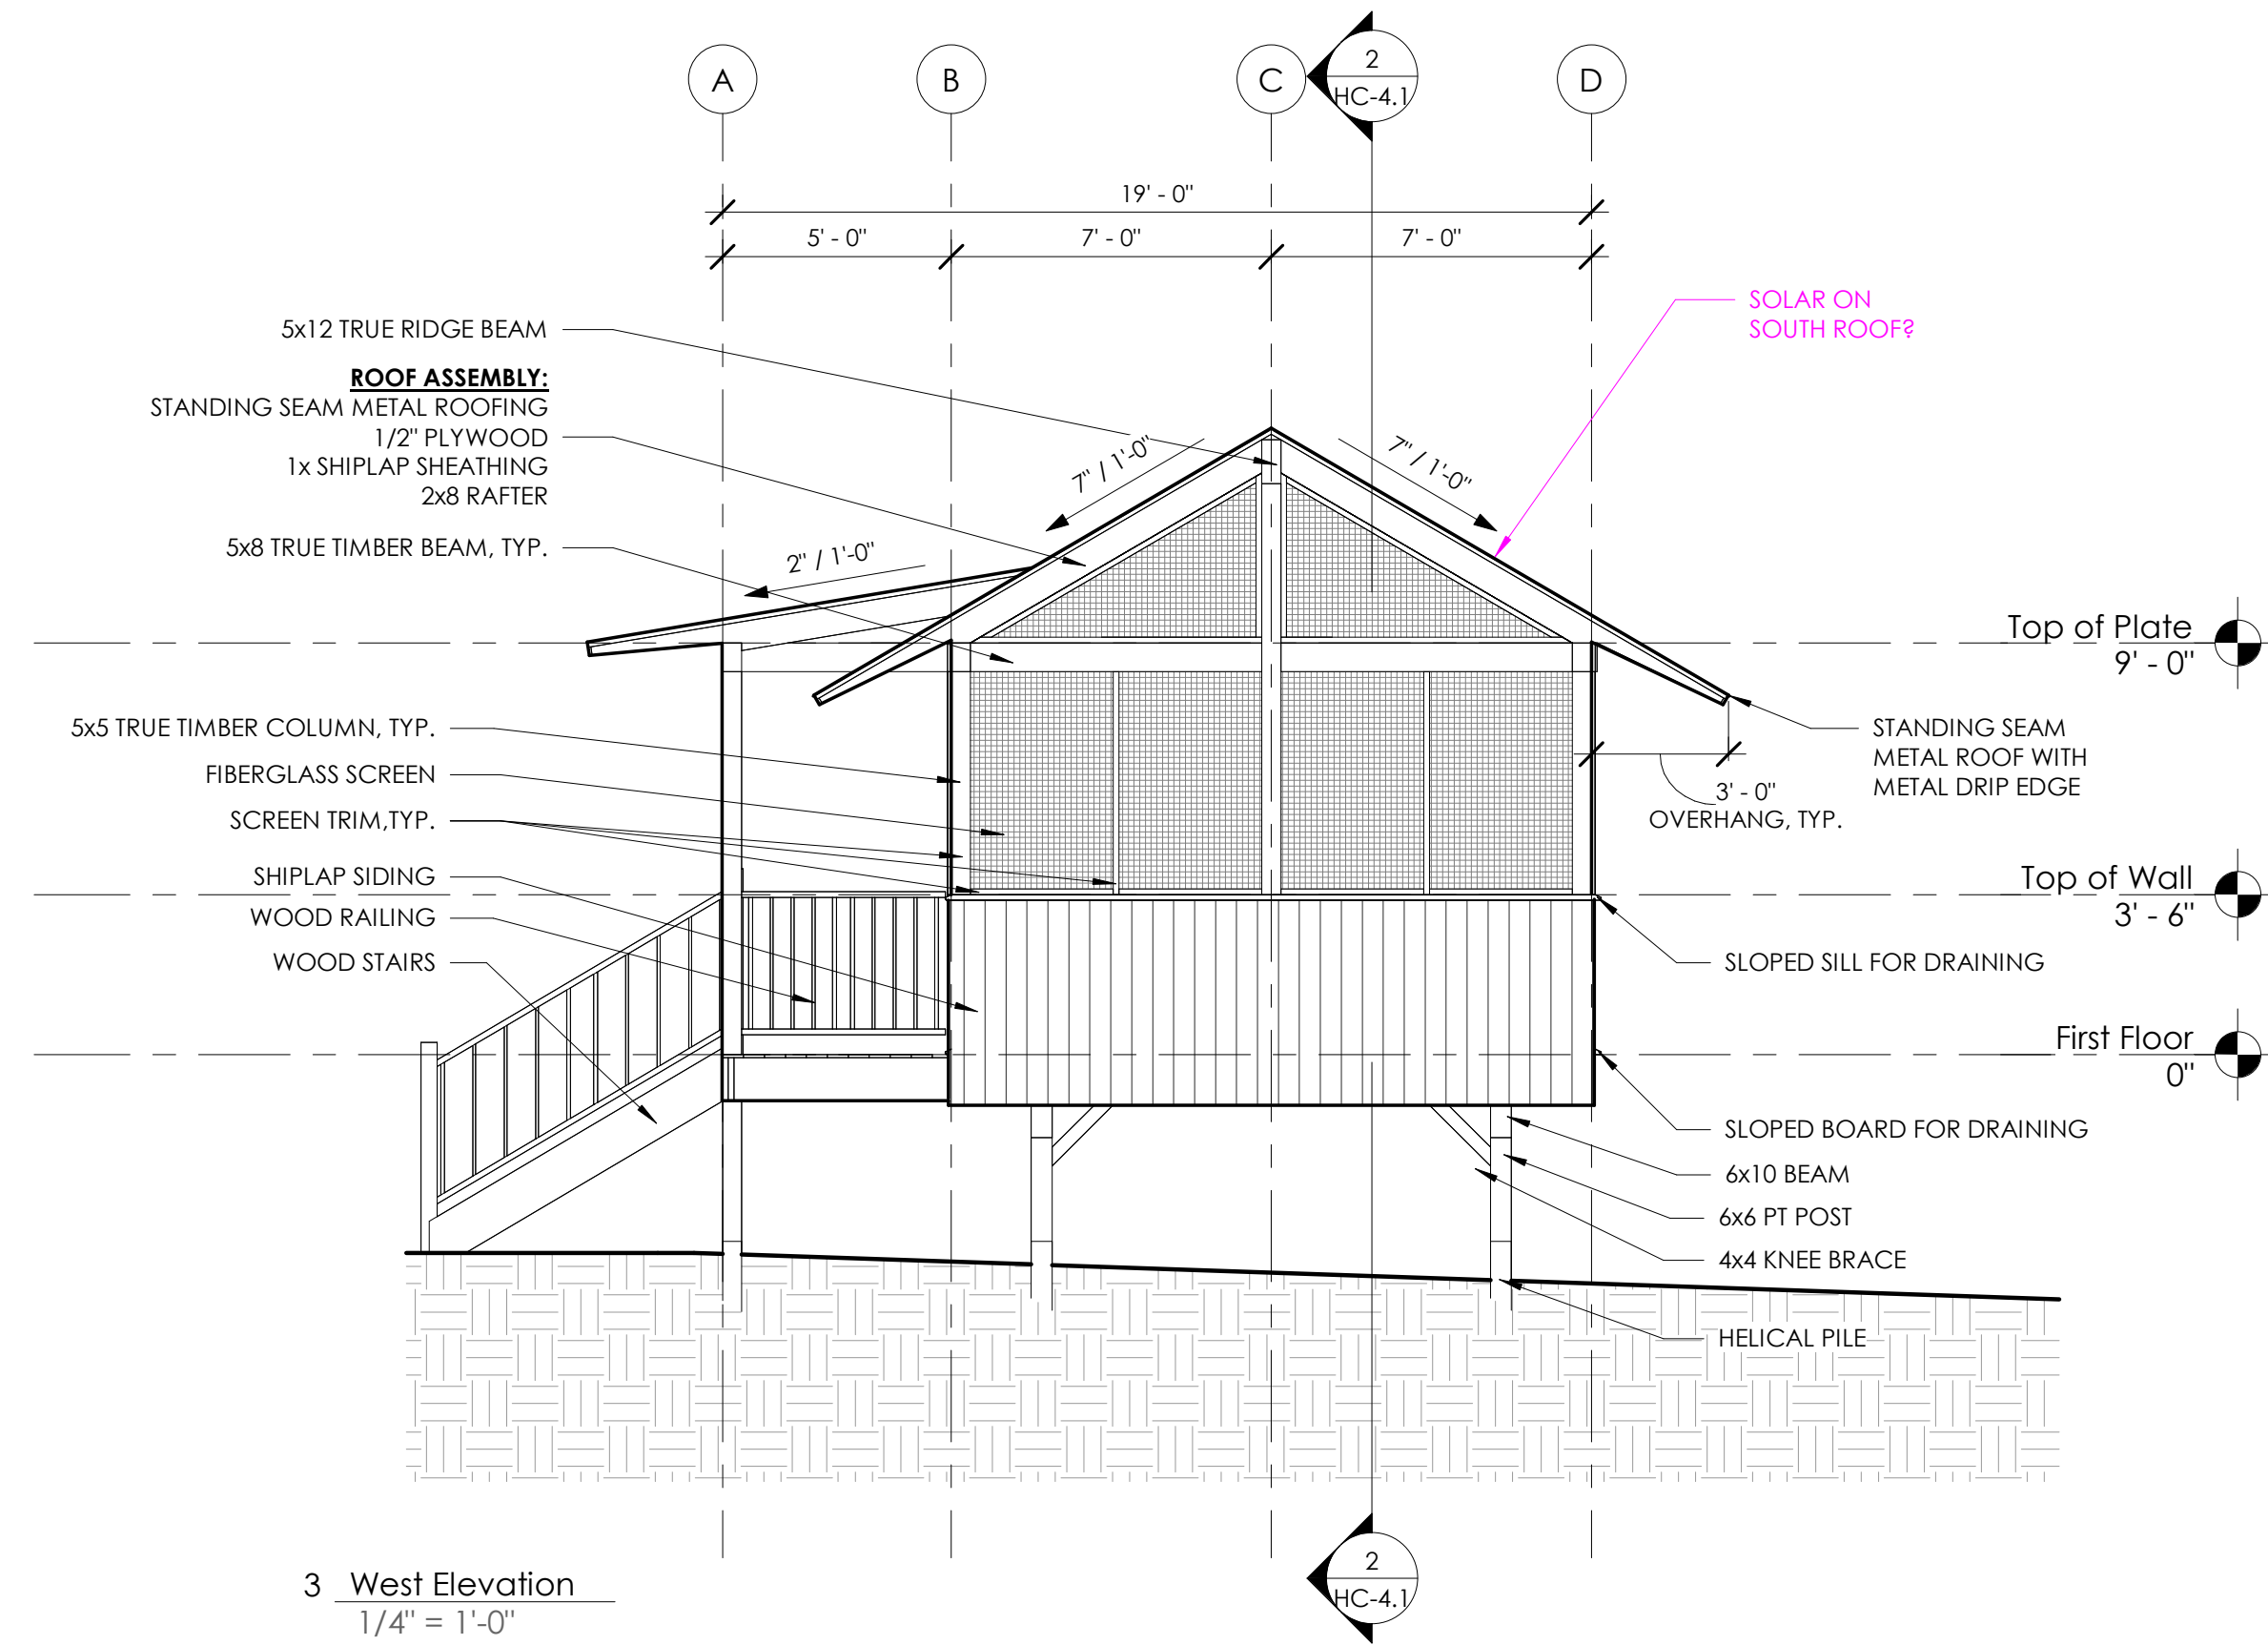 A
B
C
D
2
HC-4.1
19' - 0"
5' - 0"
7' - 0"
7' - 0"
SOLAR ON
SOUTH ROOF?
5x12 TRUE RIDGE BEAM
ROOF ASSEMBLY:
STANDING SEAM METAL ROOFING
1/2" PLYWOOD
1x SHIPLAP SHEATHING
2x8 RAFTER
5x8 TRUE TIMBER BEAM, TYP.
7" / 1'-0"
7" / 1'-0"
2" / 1'-0"
Top of Plate
9' - 0"
5x5 TRUE TIMBER COLUMN, TYP.
FIBERGLASS SCREEN
SCREEN TRIM,TYP.
SHIPLAP SIDING
WOOD RAILING
WOOD STAIRS
STANDING SEAM
METAL ROOF WITH
METAL DRIP EDGE
3' - 0"
OVERHANG, TYP.
Top of Wall
3' - 6"
SLOPED SILL FOR DRAINING
First Floor
0"
SLOPED BOARD FOR DRAINING
6x10 BEAM
6x6 PT POST
4x4 KNEE BRACE
HELICAL PILE
2
HC-4.1
3 West Elevation
1/4" = 1'-0"